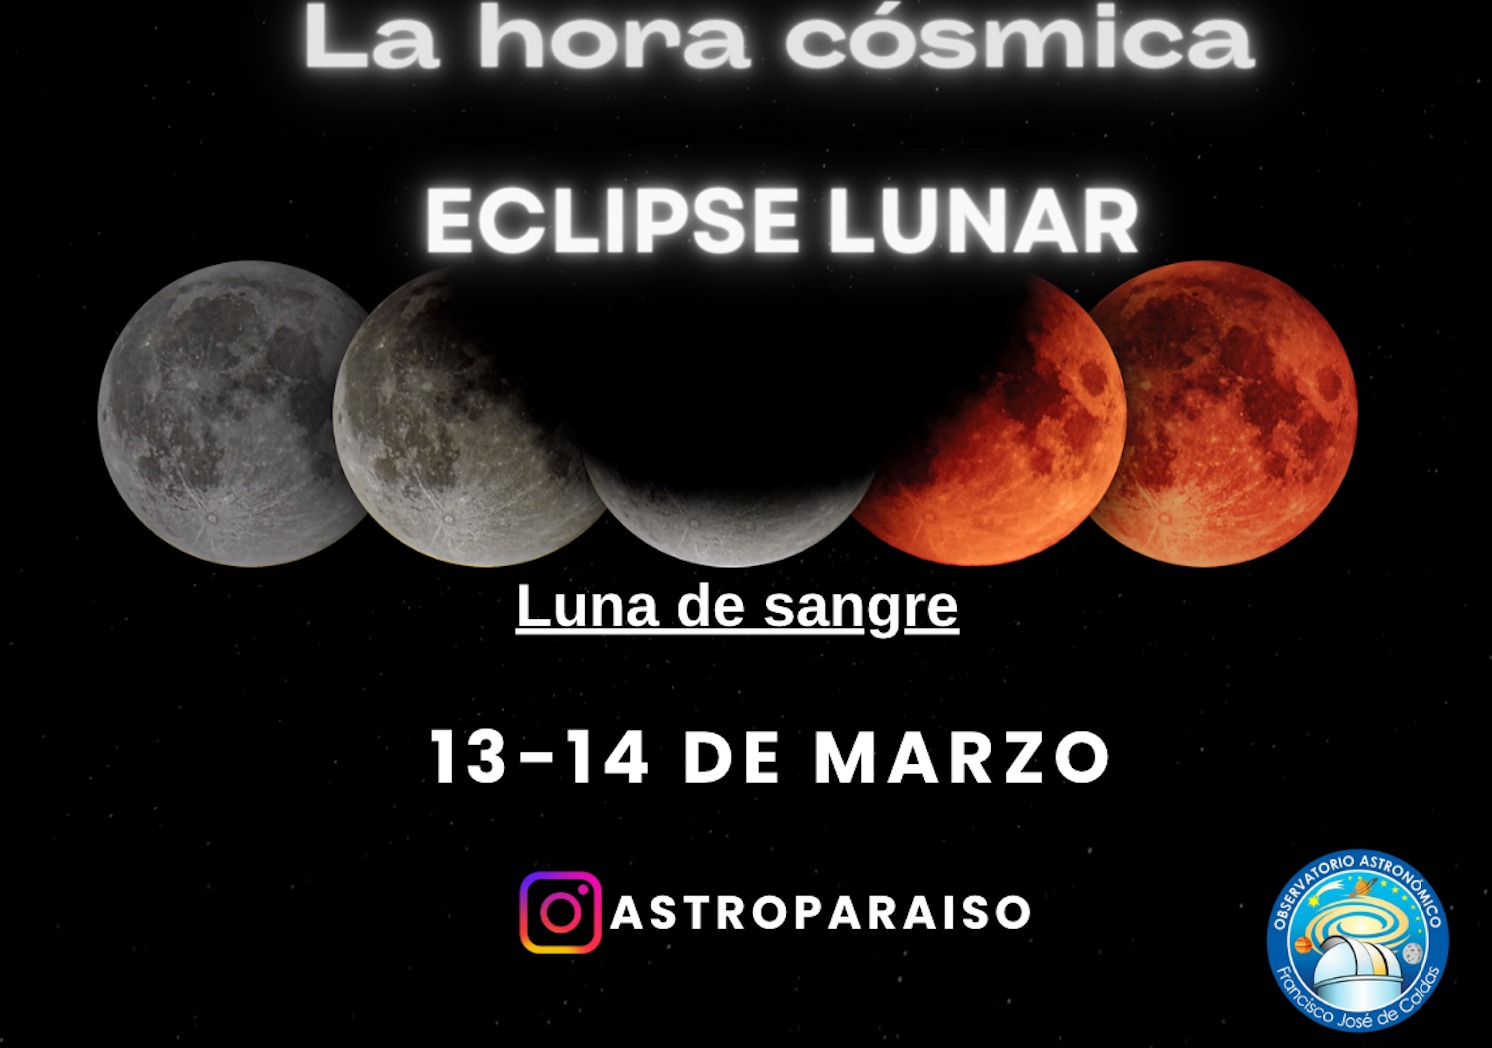 La hora cósmica
ECLIPSE LUNAR
Luna de sangre
13-14 DE MARZO
ASTROPARAISO
OBSERVATORIO ASTRONÓMICO
Francisco José de Caldas